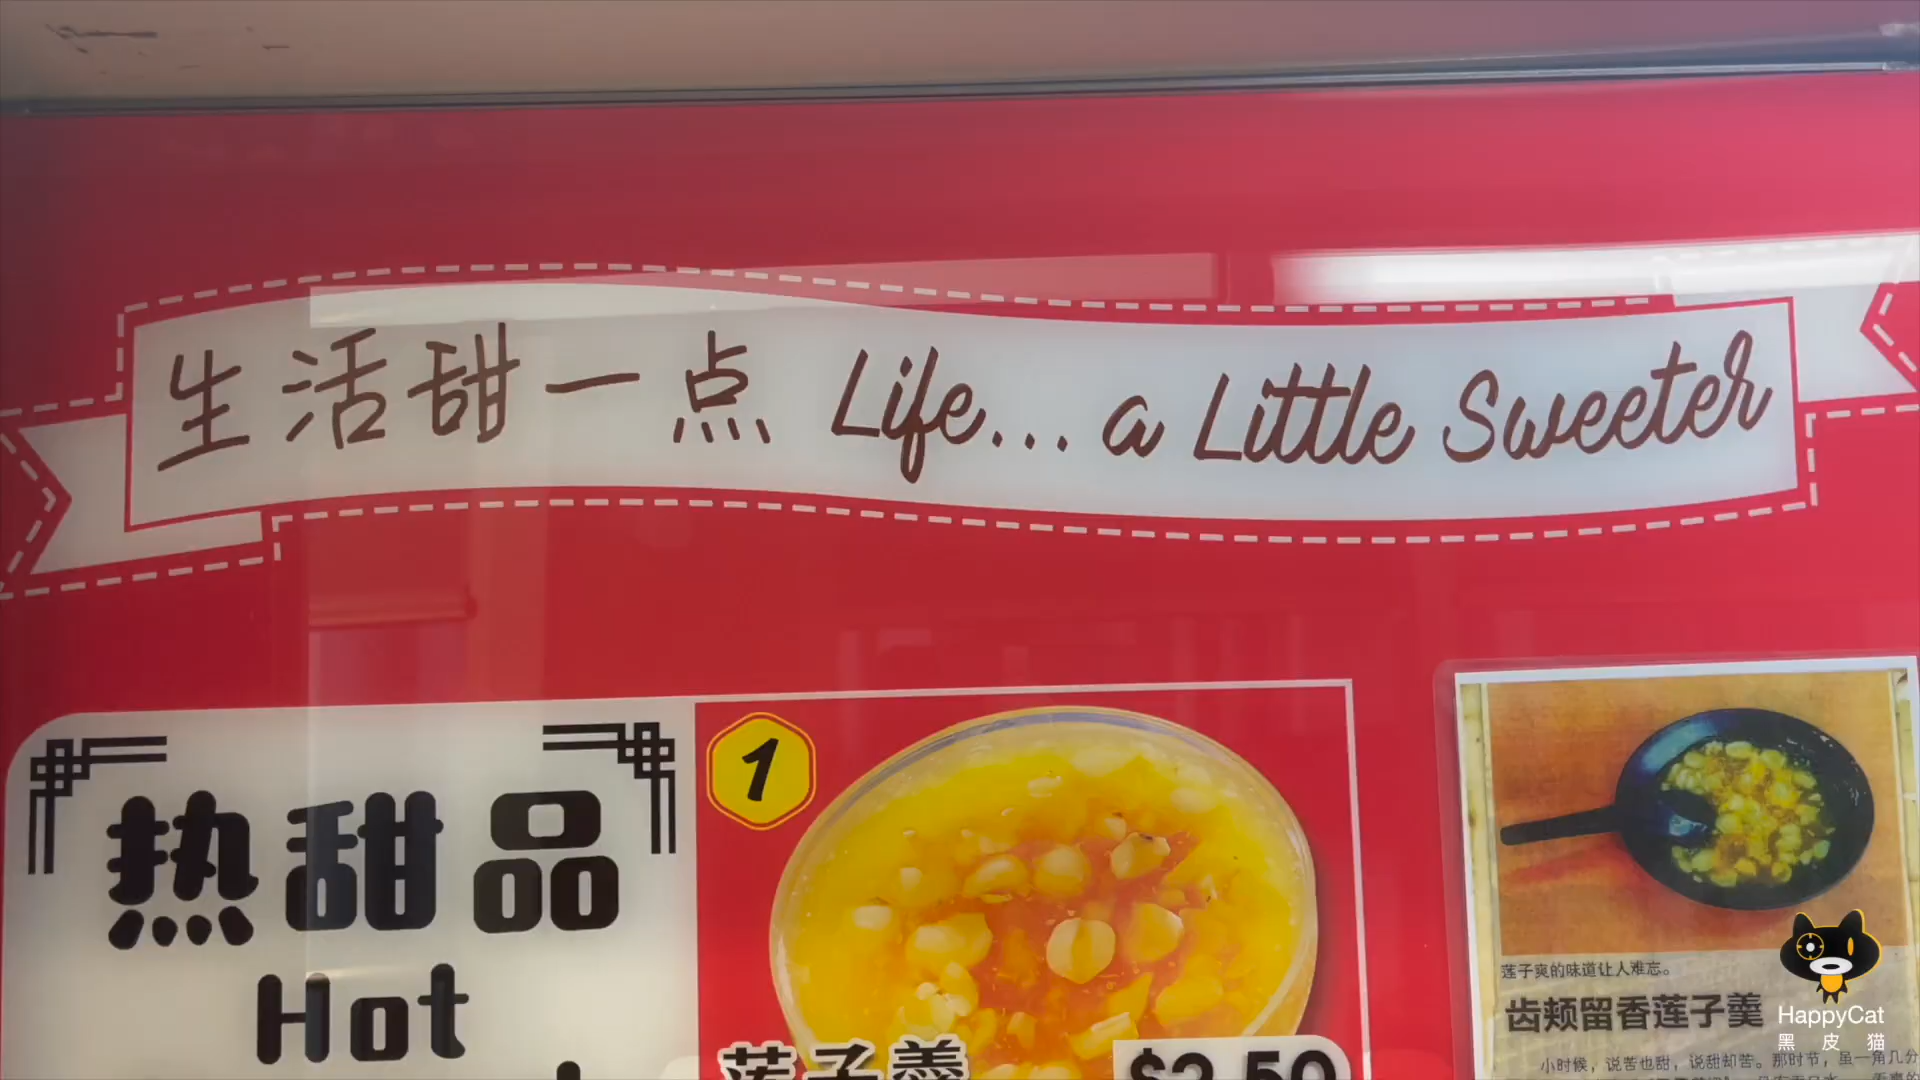 生活甜一点 Life... a Little Sweeter
热甜品
Hot
1
莲子羹
$2.50
莲子爽的味道让人难忘。
齿颊留香莲子羹
小时候，说苦也甜，说甜却苦。那时节，虽一角几分
HappyCat
黑皮猫